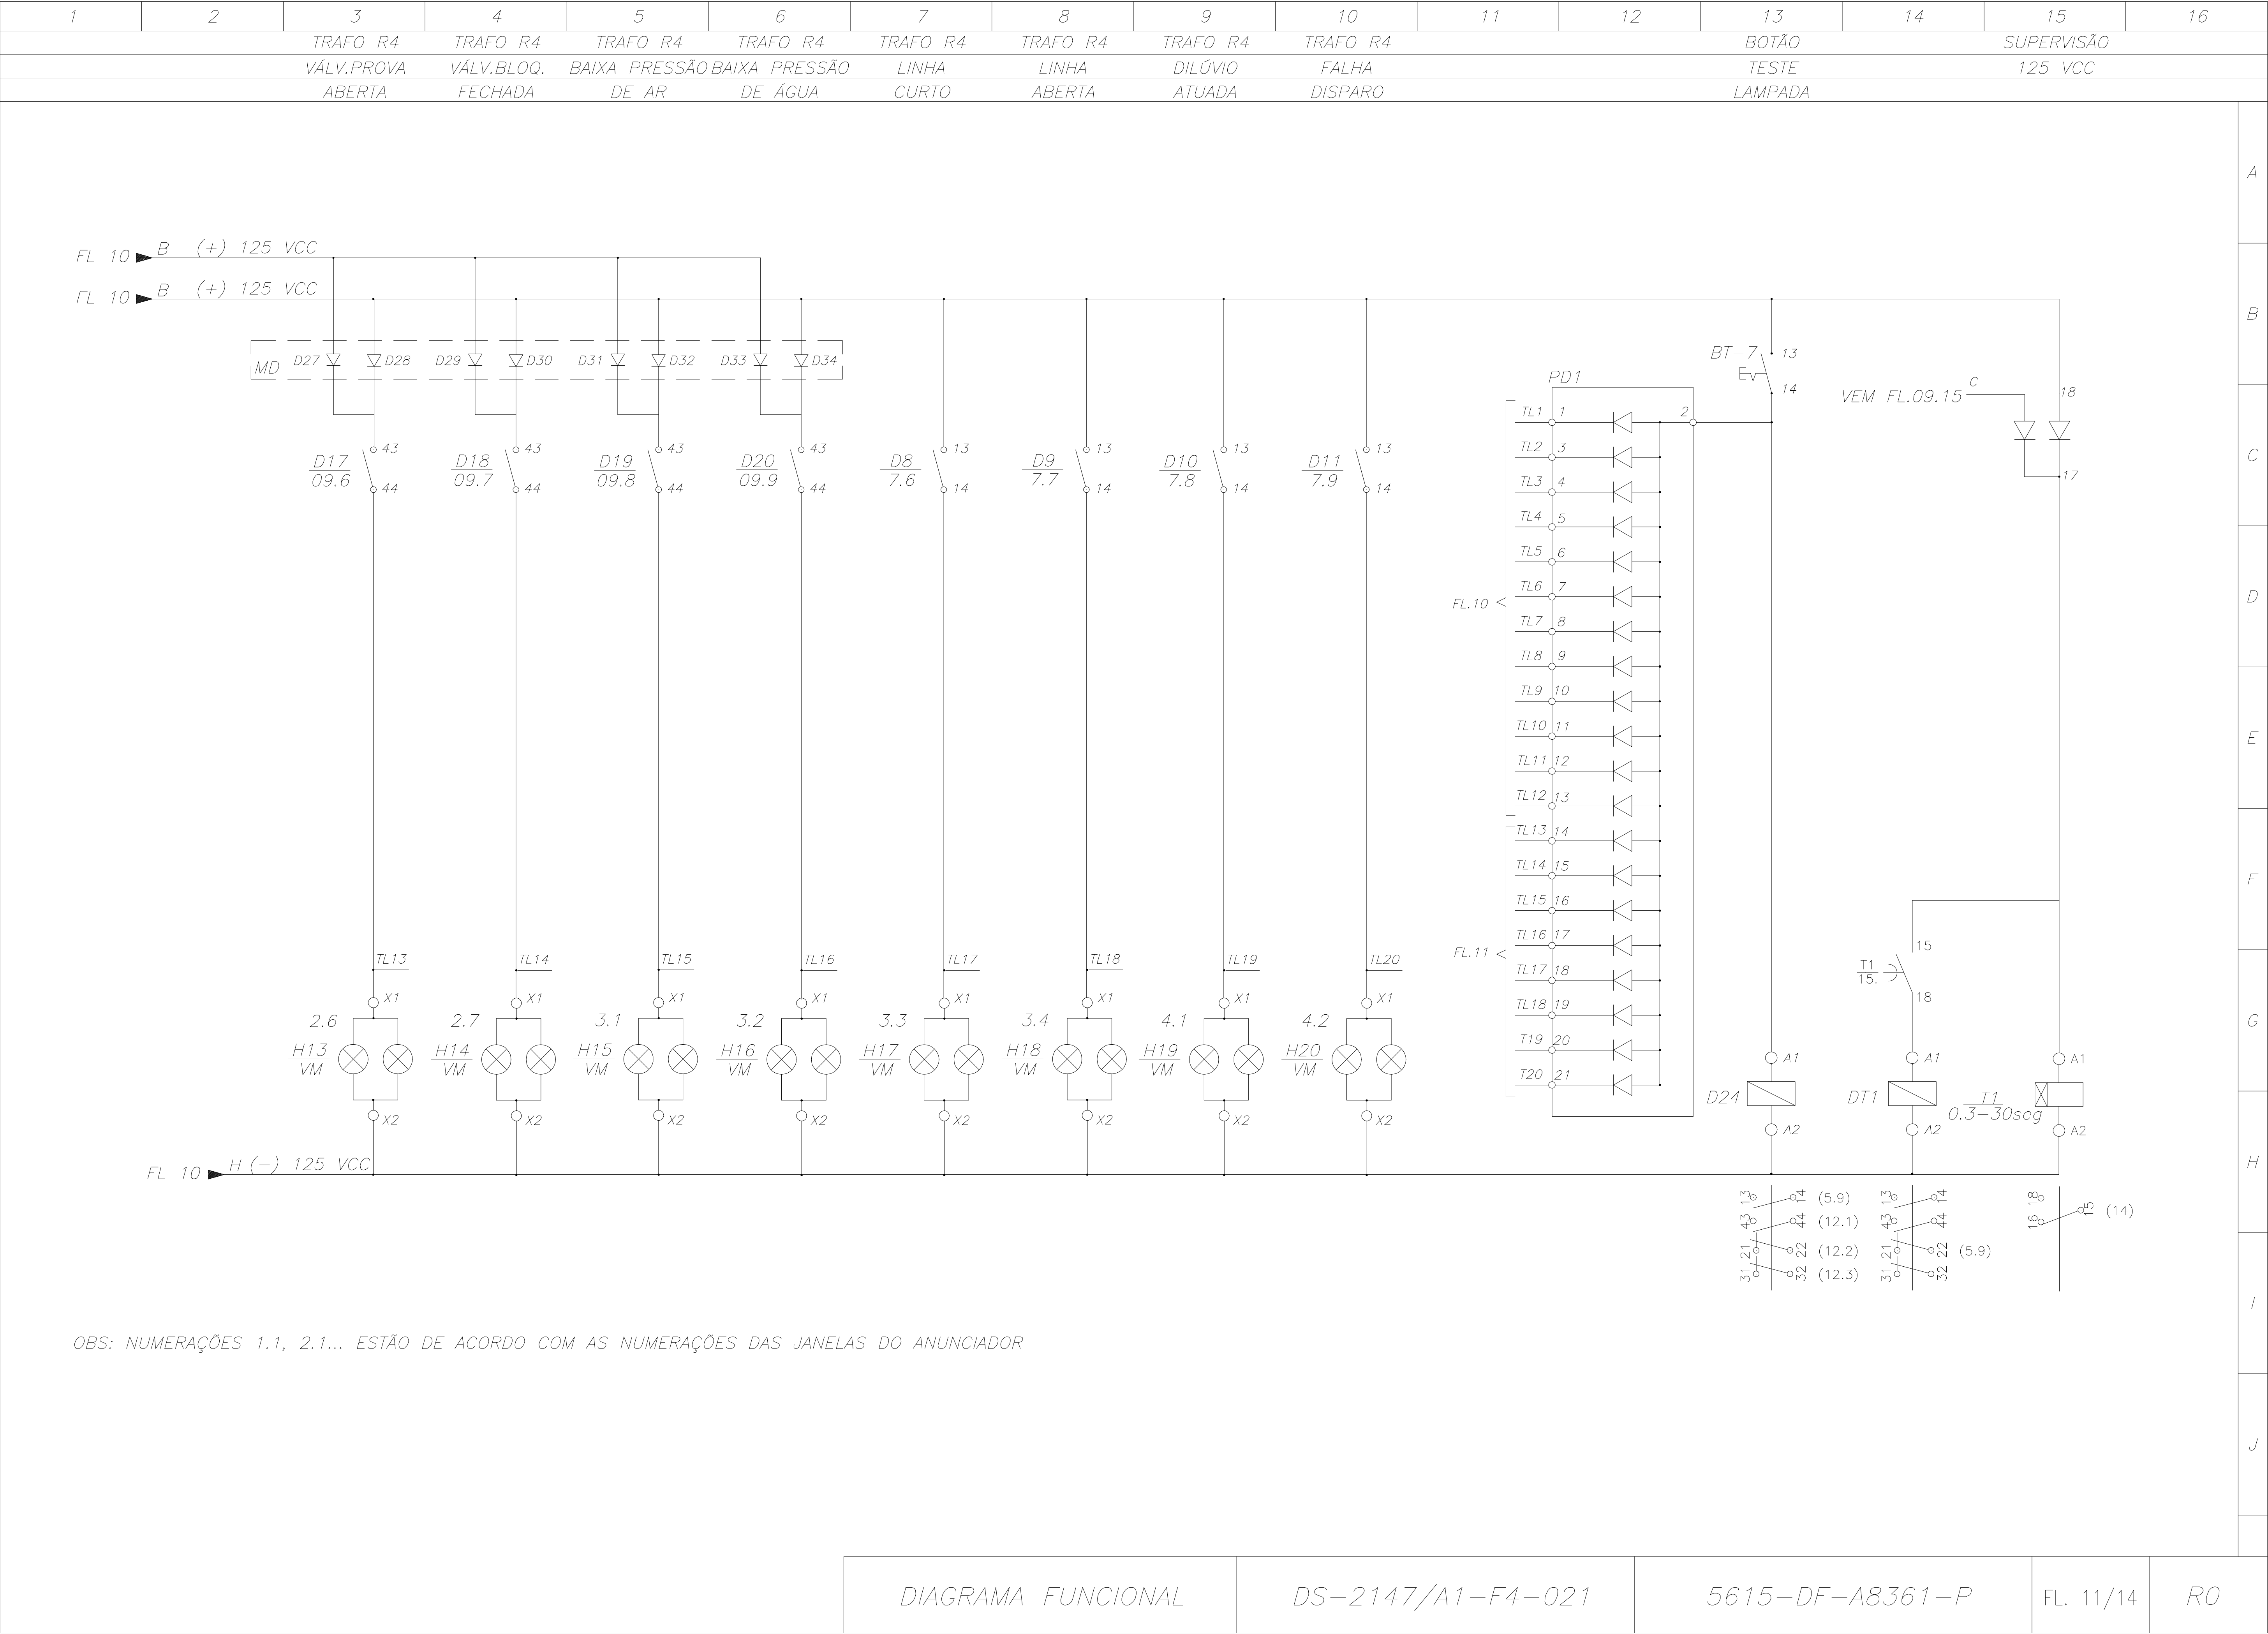 1 2 3 4 5 6 7 8 9 10 11 12 13 14 15 16
TRAFO R4 TRAFO R4 TRAFO R4 TRAFO R4 TRAFO R4 TRAFO R4 TRAFO R4 TRAFO R4 BOTÃO SUPERVISÃO
VÁLV.PROVA VÁLV.BLOQ. BAIXA PRESSÃO BAIXA PRESSÃO LINHA LINHA DILÚVIO FALHA TESTE 125 VCC
ABERTA FECHADA DE AR DE ÁGUA CURTO ABERTA ATUADA DISPARO LAMPADA
A
B
C
D
E
F
G
H
I
J
FL 10 B (+) 125 VCC
FL 10 B (+) 125 VCC
MD D27 D28 D29 D30 D31 D32 D33 D34
43 43 43 43 13 13 13 13
D17 D18 D19 D20 D8 D9 D10 D11
09.6 09.7 09.8 09.9 7.6 7.7 7.8 7.9
44 44 44 44 14 14 14 14
BT-7 13
14
VEM FL.09.15 C
18
17
PD1
2
TL1 1
TL2 3
TL3 4
TL4 5
TL5 6
TL6 7
FL.10
TL7 8
TL8 9
TL9 10
TL10 11
TL11 12
TL12 13
TL13 14
TL14 15
TL15 16
TL16 17
FL.11
TL17 18
TL18 19
T19 20
T20 21
TL13 TL14 TL15 TL16 TL17 TL18 TL19 TL20
X1 X1 X1 X1 X1 X1 X1 X1
2.6 2.7 3.1 3.2 3.3 3.4 4.1 4.2
H13 H14 H15 H16 H17 H18 H19 H20
VM VM VM VM VM VM VM VM
X2 X2 X2 X2 X2 X2 X2 X2
15
T1
15.
18
A1 A1 A1
D24 DT1 T1
0.3-30seg
A2 A2 A2
FL 10 H (-) 125 VCC
13 14 (5.9) 13 14 18
43 44 (12.1) 43 44 16 15 (14)
21 22 (12.2) 21 22 (5.9)
31 32 (12.3) 31 32
OBS: NUMERAÇÕES 1.1, 2.1... ESTÃO DE ACORDO COM AS NUMERAÇÕES DAS JANELAS DO ANUNCIADOR
DIAGRAMA FUNCIONAL DS-2147/A1-F4-021 5615-DF-A8361-P FL. 11/14 R0